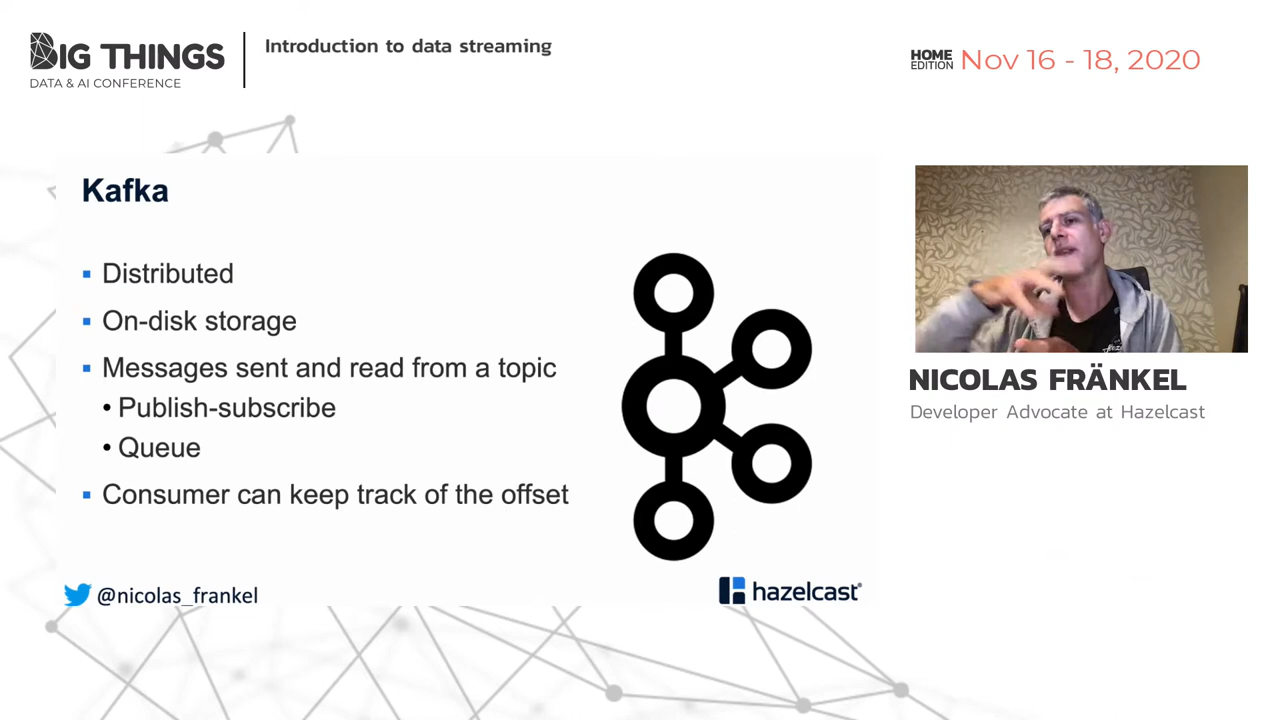 BIG THINGS
DATA & AI CONFERENCE
Introduction to data streaming
HOME
EDITION
Nov 16 - 18, 2020
Kafka
Distributed
On-disk storage
Messages sent and read from a topic
• Publish-subscribe
• Queue
Consumer can keep track of the offset
@nicolas_frankel
hazelcast
NICOLAS FRÄNKEL
Developer Advocate at Hazelcast